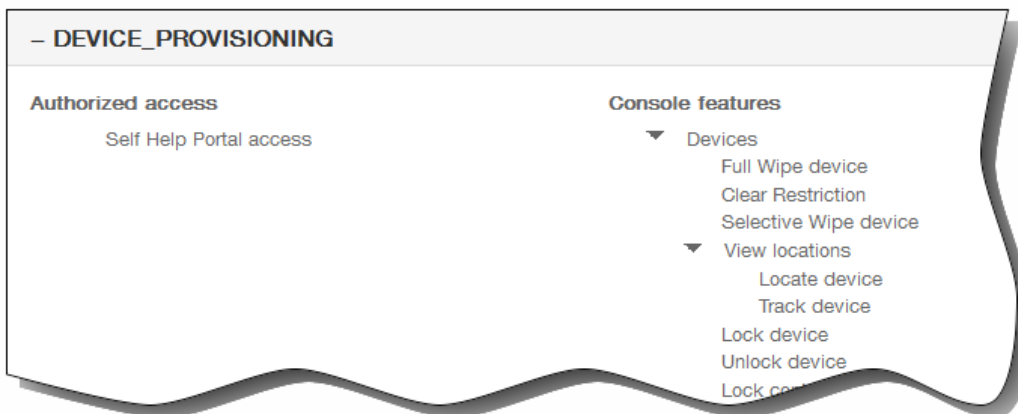 – DEVICE_PROVISIONING
Authorized access
Self Help Portal access
Console features
Devices
Full Wipe device
Clear Restriction
Selective Wipe device
View locations
Locate device
Track device
Lock device
Unlock device
Lock